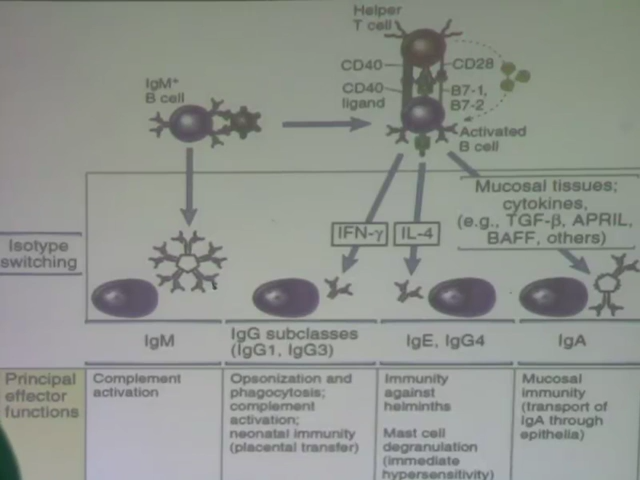 Helper
T cell
CD40
CD28
CD40
ligand
B7-1,
B7-2
IgM+
B cell
Activated
B cell
Mucosal tissues;
cytokines,
(e.g., TGF-β, APRIL,
BAFF, others)
IFN-γ
IL-4
Isotype
switching
IgM
IgG subclasses
(IgG1, IgG3)
IgE, IgG4
IgA
Principal
effector
functions
Complement
activation
Opsonization and
phagocytosis;
complement
activation;
neonatal immunity
(placental transfer)
Immunity
against
helminths
Mast cell
degranulation
(immediate
hypersensitivity)
Mucosal
immunity
(transport of
IgA through
epithelia)